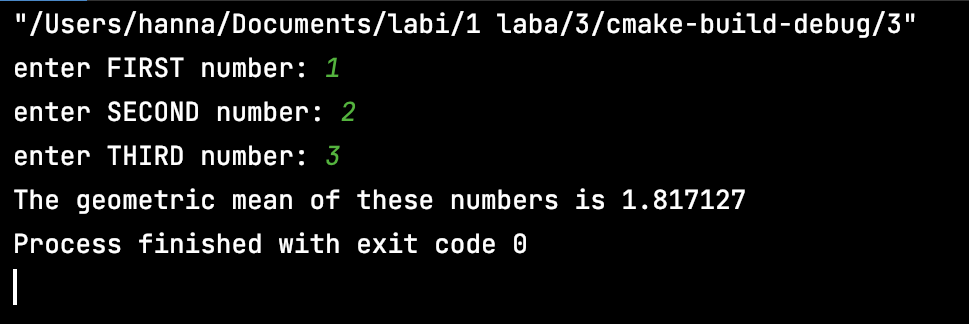 "/Users/hanna/Documents/labi/1 laba/3/cmake-build-debug/3"
enter FIRST number: 1
enter SECOND number: 2
enter THIRD number: 3
The geometric mean of these numbers is 1.817127
Process finished with exit code 0